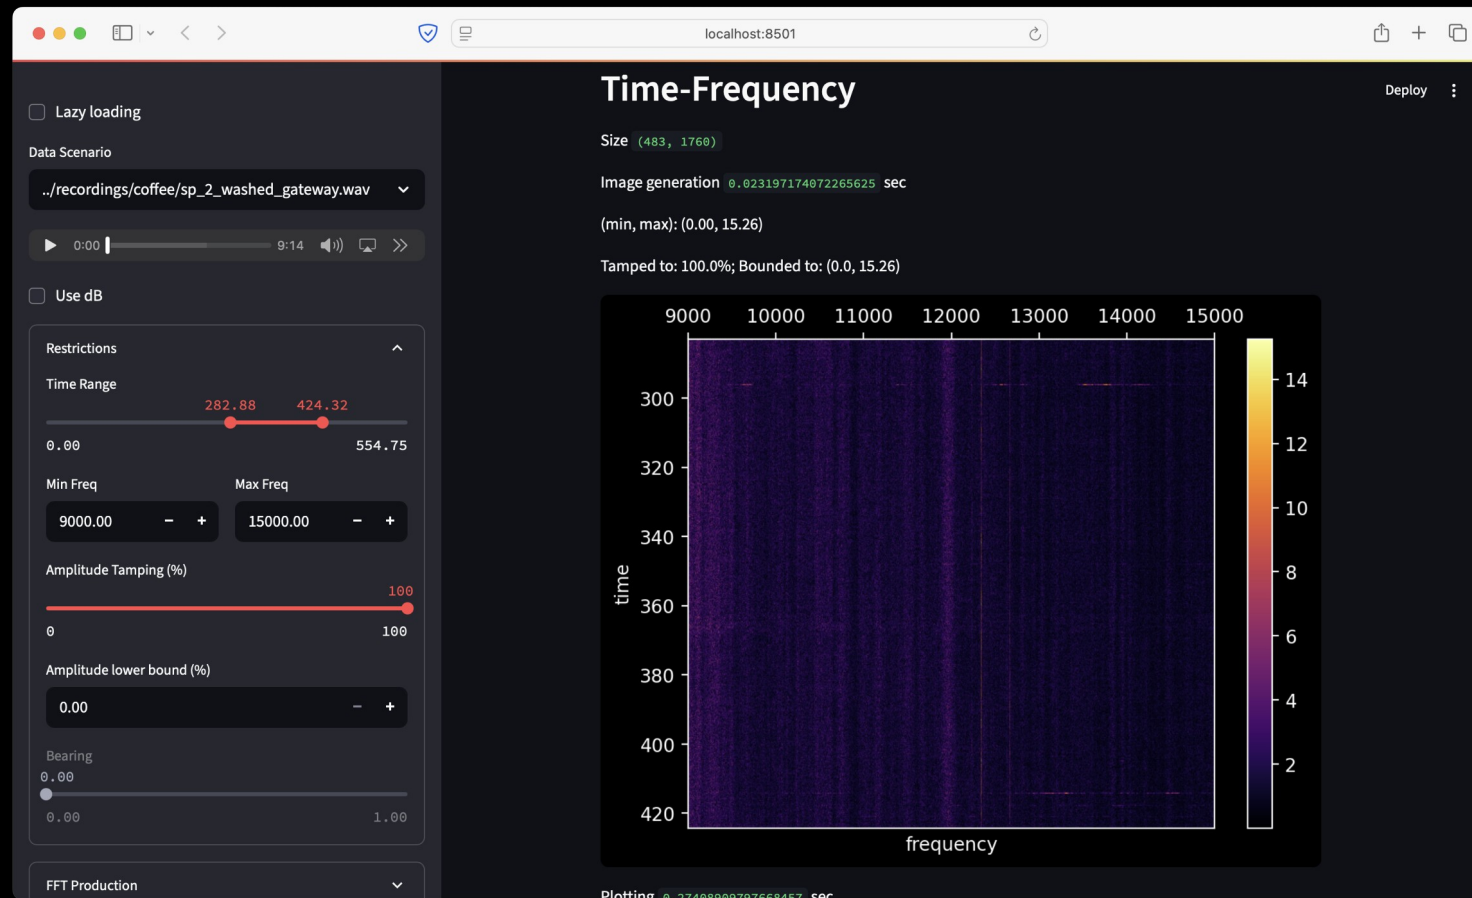 localhost:8501
Lazy loading
Data Scenario
../recordings/coffee/sp_2_washed_gateway.wav
0:00 9:14
Use dB
Restrictions
Time Range
282.88 424.32
0.00 554.75
Min Freq Max Freq
9000.00 − + 15000.00 − +
Amplitude Tamping (%)
100
0 100
Amplitude lower bound (%)
0.00 − +
Bearing
0.00
0.00 1.00
FFT Production
Deploy
Time-Frequency
Size (483, 1760)
Image generation 0.023197174072265625 sec
(min, max): (0.00, 15.26)
Tamped to: 100.0%; Bounded to: (0.0, 15.26)
9000 10000 11000 12000 13000 14000 15000
300
320
340
360
380
400
420
time
frequency
14
12
10
8
6
4
2
Plotting sec